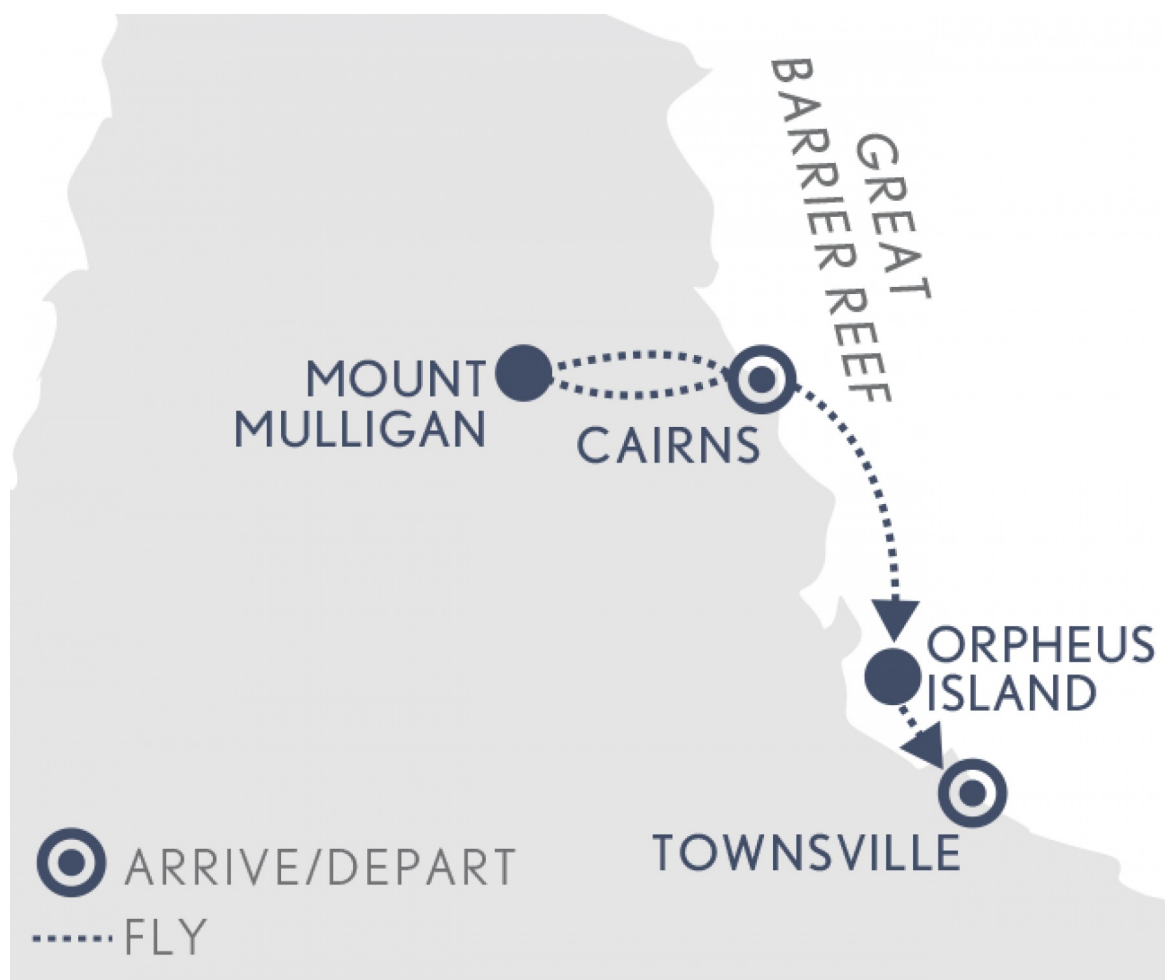 GREAT
BARRIER REEF
MOUNT
MULLIGAN
CAIRNS
ORPHEUS
ISLAND
TOWNSVILLE
ARRIVE/DEPART
FLY